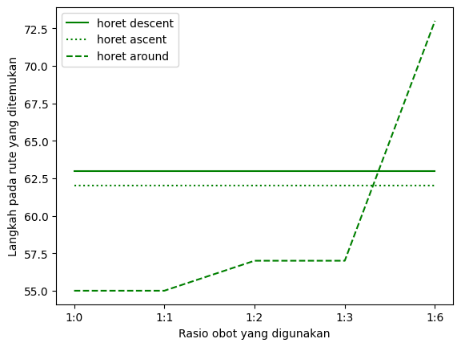 horet descent
horet ascent
horet around
Langkah pada rute yang ditemukan
72.5
70.0
67.5
65.0
62.5
60.0
57.5
55.0
1:0 1:1 1:2 1:3 1:6
Rasio obot yang digunakan